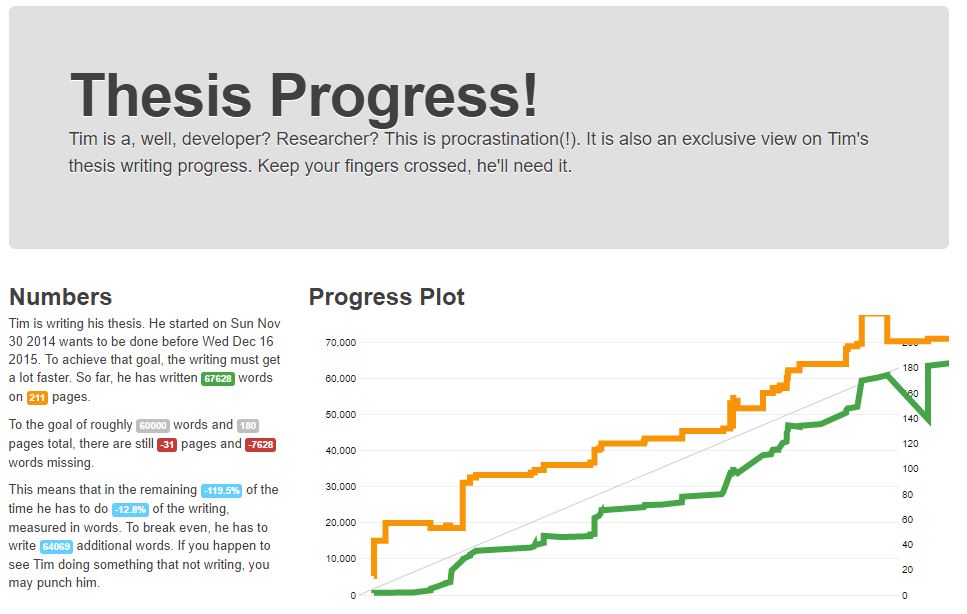 Thesis Progress!
Tim is a, well, developer? Researcher? This is procrastination(!). It is also an exclusive view on Tim's
thesis writing progress. Keep your fingers crossed, he'll need it.
Numbers
Tim is writing his thesis. He started on Sun Nov
30 2014 wants to be done before Wed Dec 16
2015. To achieve that goal, the writing must get
a lot faster. So far, he has written 67628 words
on 211 pages.
To the goal of roughly 60000 words and 180
pages total, there are still -31 pages and -7628
words missing.
This means that in the remaining -119.5% of the
time he has to do -12.8% of the writing,
measured in words. To break even, he has to
write 64069 additional words. If you happen to
see Tim doing something that not writing, you
may punch him.
Progress Plot
70,000
60,000
50,000
40,000
30,000
20,000
10,000
0
200
180
160
140
120
100
80
60
40
20
0